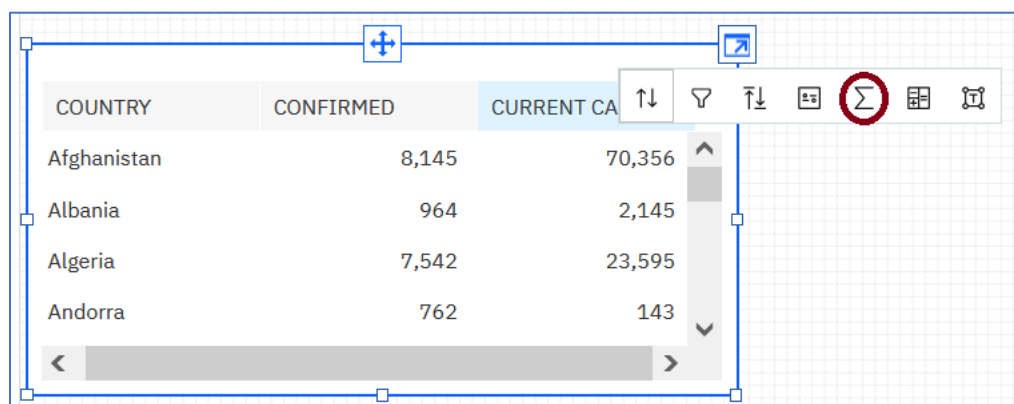 COUNTRY CONFIRMED CURRENT CA
Afghanistan 8,145 70,356
Albania 964 2,145
Algeria 7,542 23,595
Andorra 762 143